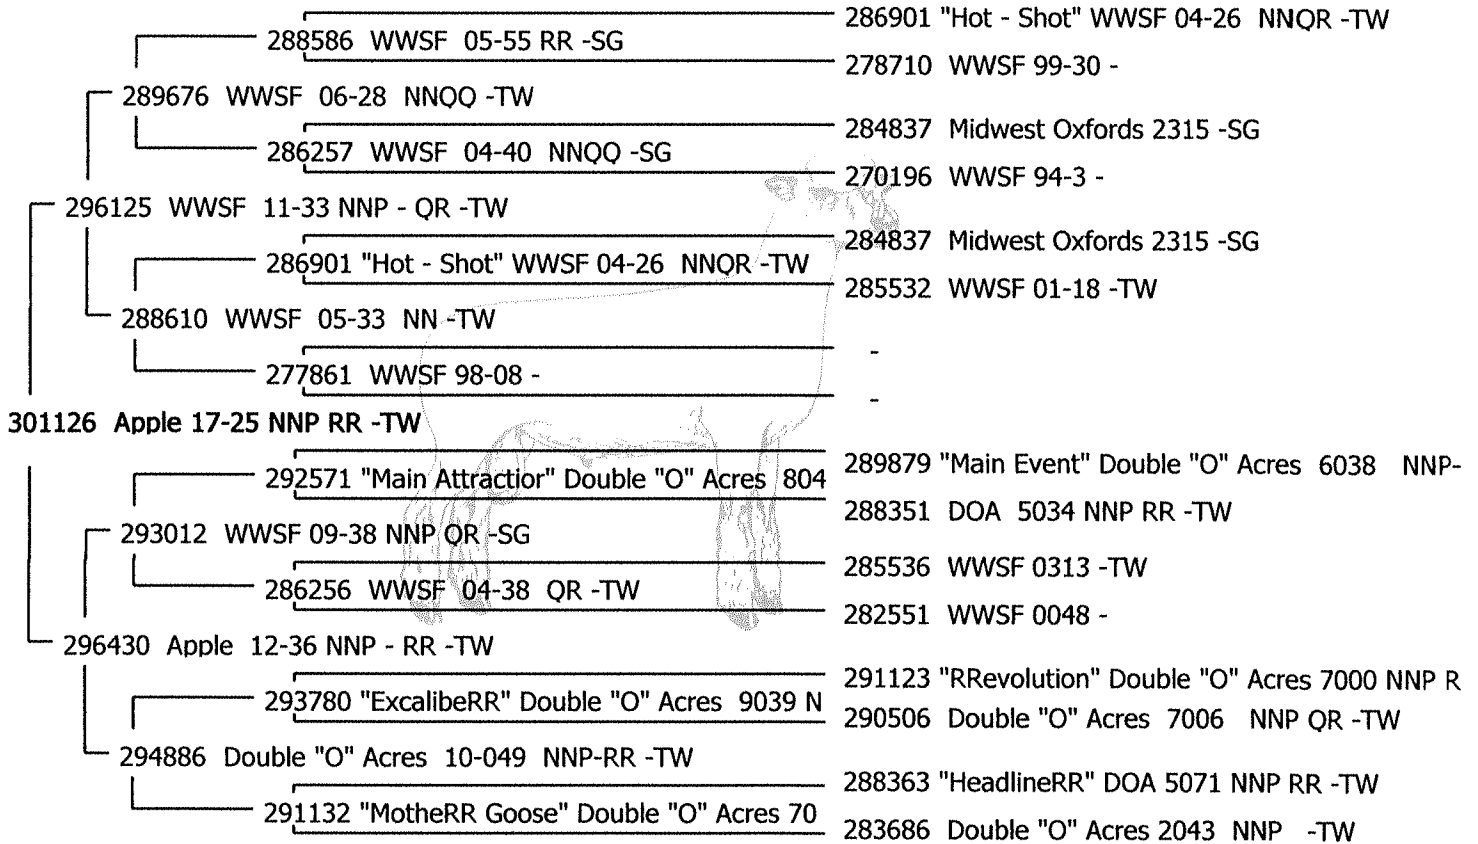 286901 "Hot - Shot" WWSF 04-26 NNQR -TW
288586 WWSF 05-55 RR -SG
278710 WWSF 99-30 -
289676 WWSF 06-28 NNQQ -TW
284837 Midwest Oxfords 2315 -SG
286257 WWSF 04-40 NNQQ -SG
270196 WWSF 94-3 -
296125 WWSF 11-33 NNP - QR -TW
284837 Midwest Oxfords 2315 -SG
286901 "Hot - Shot" WWSF 04-26 NNQR -TW
285532 WWSF 01-18 -TW
288610 WWSF 05-33 NN -TW
-
277861 WWSF 98-08 -
-
301126 Apple 17-25 NNP RR -TW
289879 "Main Event" Double "O" Acres 6038 NNP-
292571 "Main Attractior" Double "O" Acres 804
288351 DOA 5034 NNP RR -TW
293012 WWSF 09-38 NNP QR -SG
285536 WWSF 0313 -TW
286256 WWSF 04-38 QR -TW
282551 WWSF 0048 -
296430 Apple 12-36 NNP - RR -TW
291123 "RRevolution" Double "O" Acres 7000 NNP R
293780 "ExcalibeRR" Double "O" Acres 9039 N
290506 Double "O" Acres 7006 NNP QR -TW
294886 Double "O" Acres 10-049 NNP-RR -TW
288363 "HeadlineRR" DOA 5071 NNP RR -TW
291132 "MotheRR Goose" Double "O" Acres 70
283686 Double "O" Acres 2043 NNP -TW